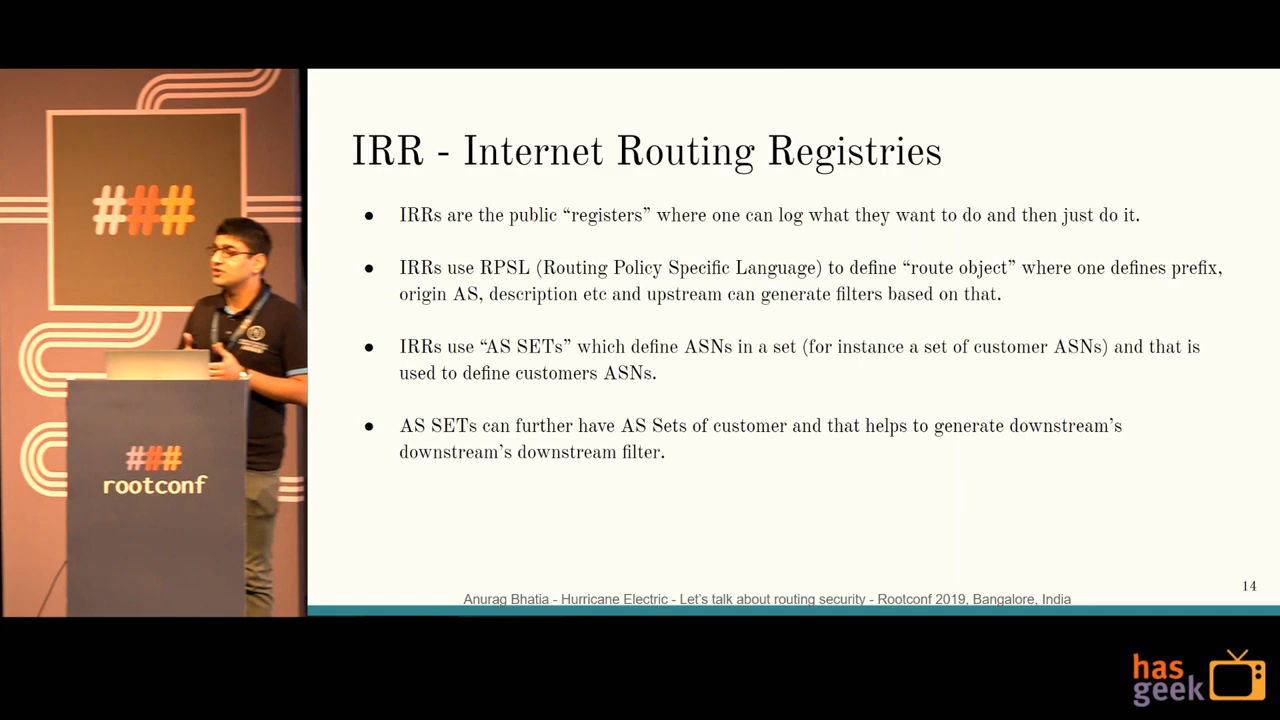 ###
###
rootconf
IRR - Internet Routing Registries
● IRRs are the public “registers” where one can log what they want to do and then just do it.
● IRRs use RPSL (Routing Policy Specific Language) to define “route object” where one defines prefix,
origin AS, description etc and upstream can generate filters based on that.
● IRRs use “AS SETs” which define ASNs in a set (for instance a set of customer ASNs) and that is
used to define customers ASNs.
● AS SETs can further have AS Sets of customer and that helps to generate downstream’s
downstream’s downstream filter.
14
Anurag Bhatia - Hurricane Electric - Let’s talk about routing security - Rootconf 2019, Bangalore, India
has
geek